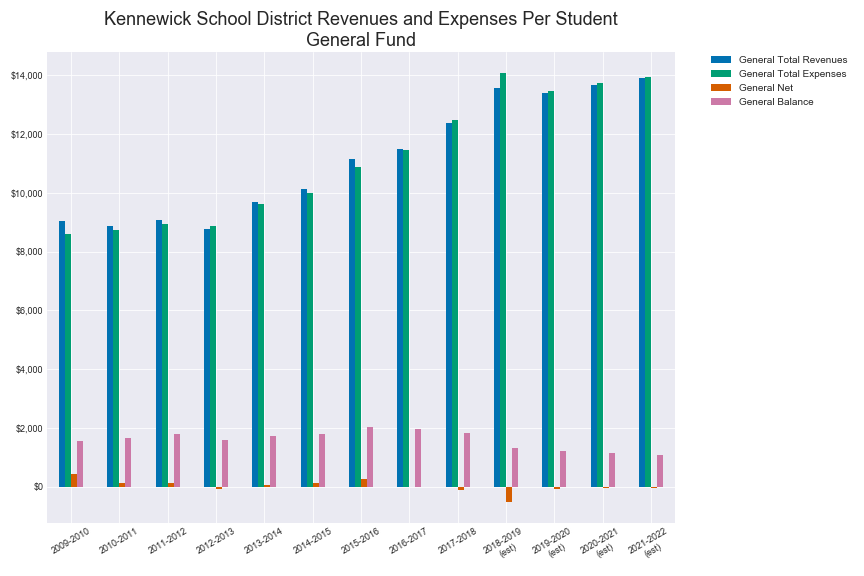 Kennewick School District Revenues and Expenses Per Student
General Fund
General Total Revenues
General Total Expenses
General Net
General Balance
$14,000
$12,000
$10,000
$8,000
$6,000
$4,000
$2,000
$0
2009-2010
2010-2011
2011-2012
2012-2013
2013-2014
2014-2015
2015-2016
2016-2017
2017-2018
2018-2019
(est)
2019-2020
(est)
2020-2021
(est)
2021-2022
(est)